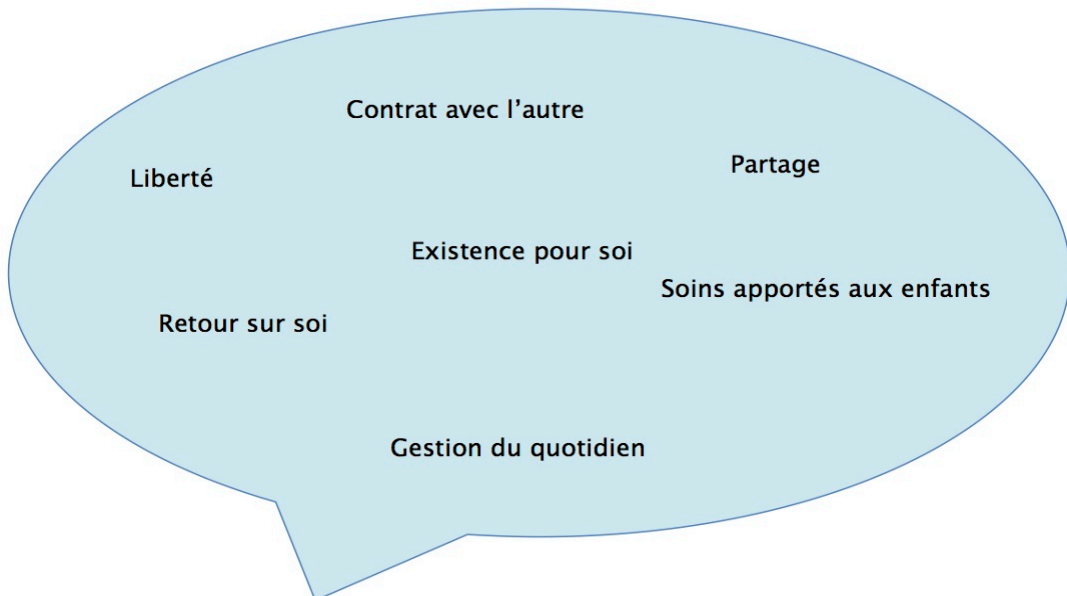 Contrat avec l’autre
Partage
Liberté
Existence pour soi
Soins apportés aux enfants
Retour sur soi
Gestion du quotidien